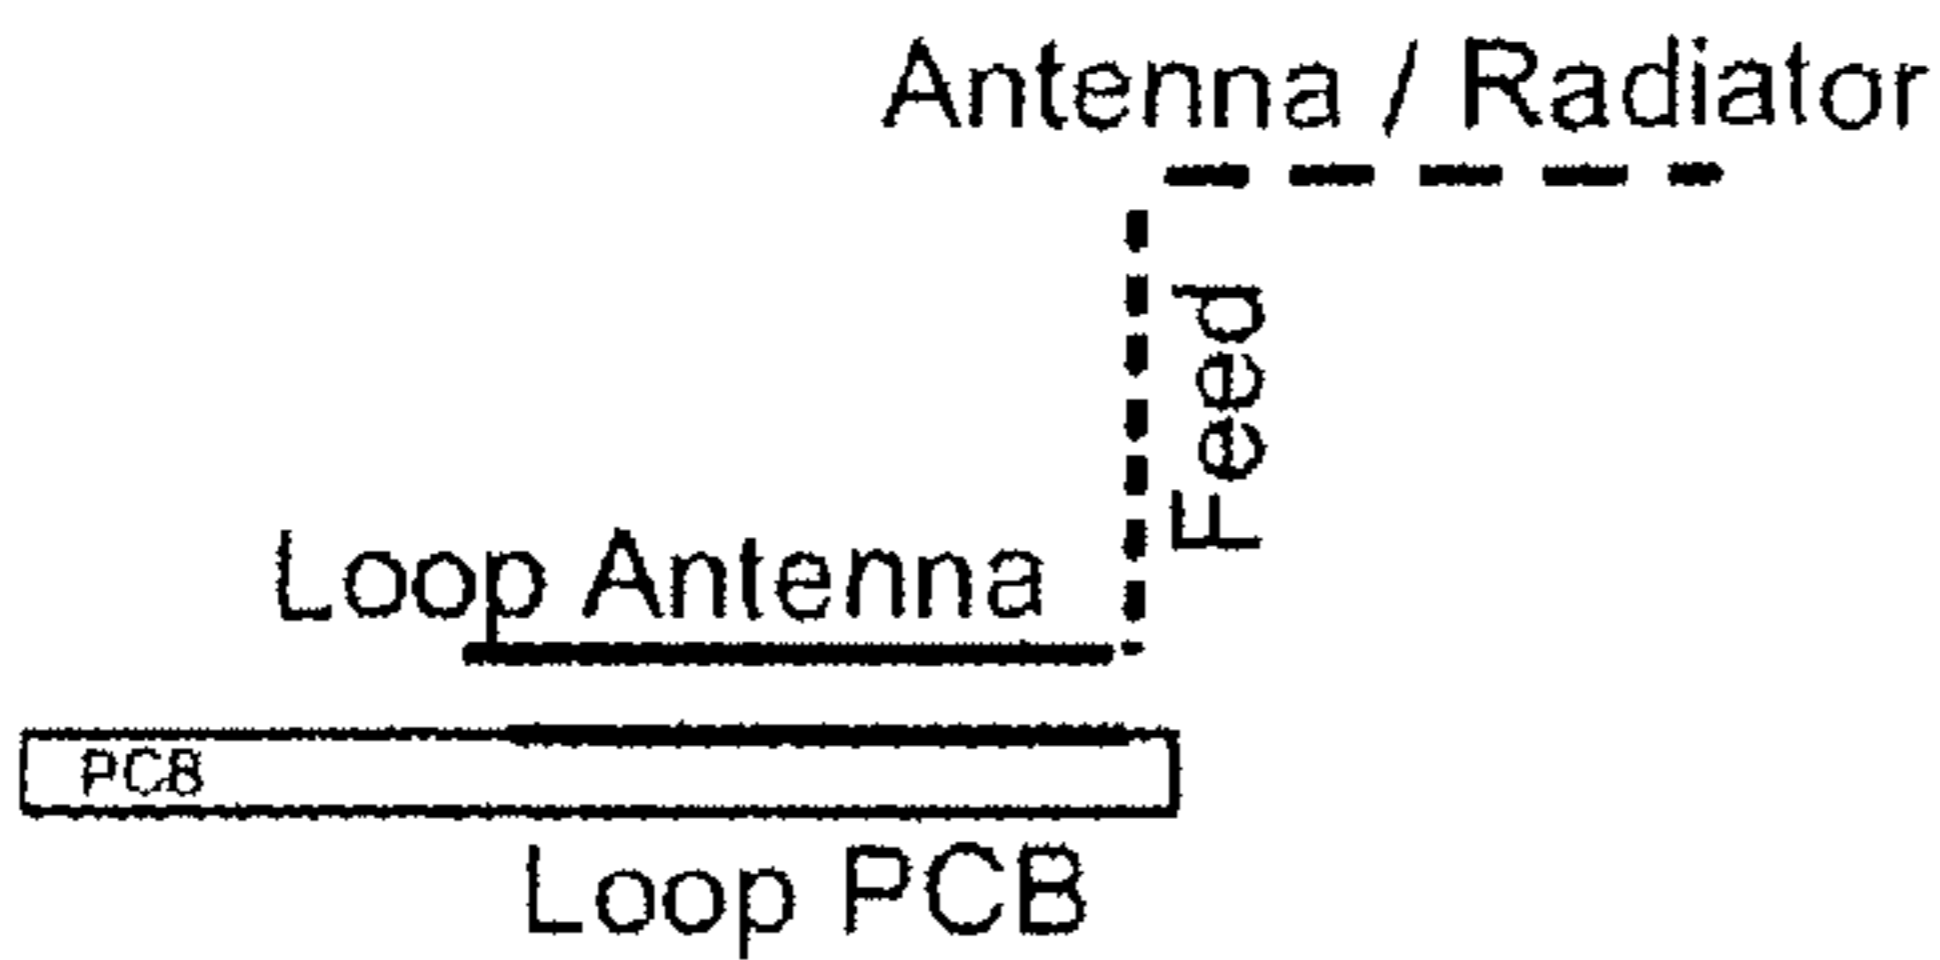 Antenna / Radiator
Feed
Loop Antenna
PCB
Loop PCB